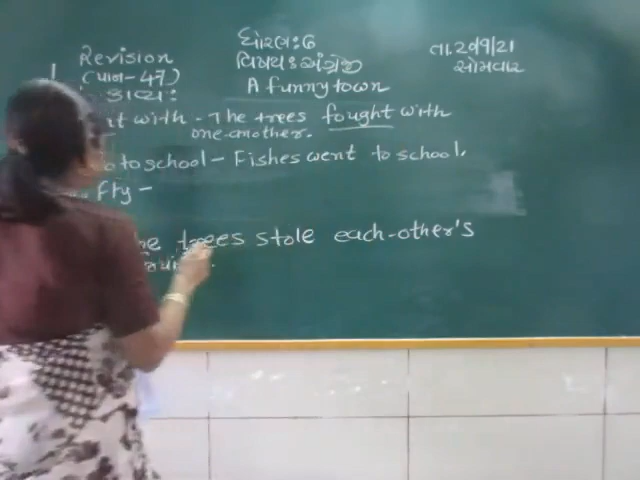 Revision
ધોરણ: 6
તા. 20/9/21
(પાન-47)
વિષય: અંગ્રેજી
સોમવાર
કાવ્ય:
A funny town
with - The trees fought with
one-another.
to school - Fishes went to school.
Fly -
trees stole each-other's